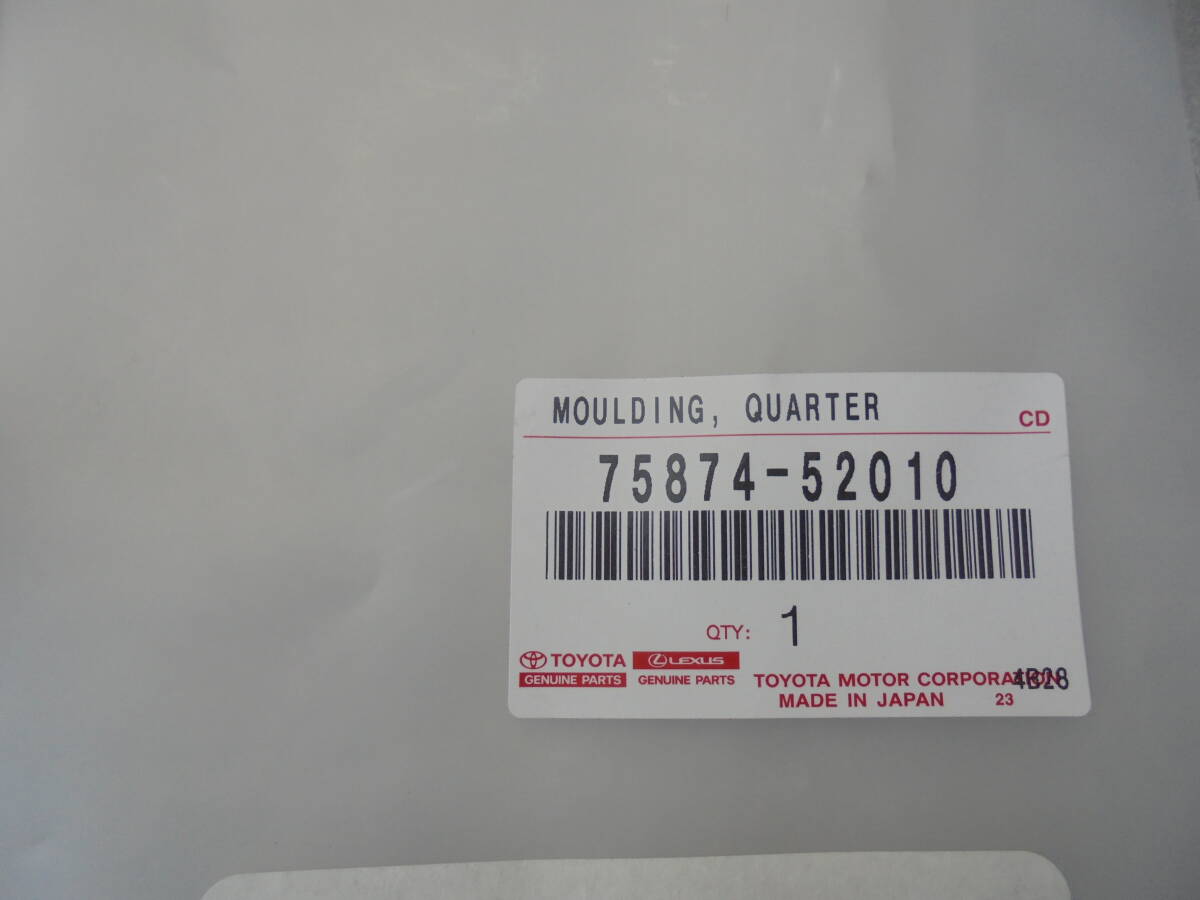 MOULDING, QUARTER
CD
75874-52010
QTY: 1
TOYOTA LEXUS
GENUINE PARTS GENUINE PARTS
TOYOTA MOTOR CORPORATION 4B28
MADE IN JAPAN 23